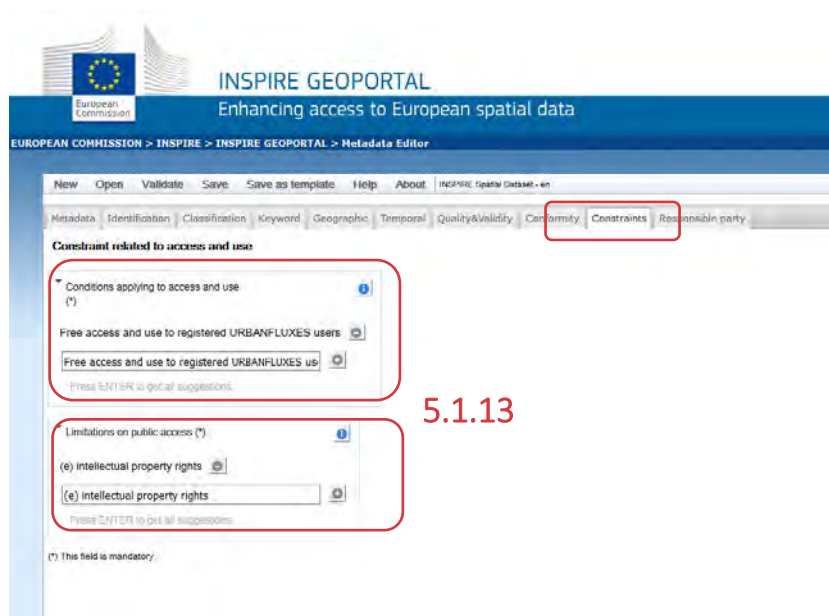 European
Commission
INSPIRE GEOPORTAL
Enhancing access to European spatial data
EUROPEAN COMMISSION > INSPIRE > INSPIRE GEOPORTAL > Metadata Editor
New Open Validate Save Save as template Help About INSPIRE Spatial Dataset - en
Metadata Identification Classification Keyword Geographic Temporal Quality&Validity Conformity Constraints Responsible party
Constraint related to access and use
Conditions applying to access and use
(*)
Free access and use to registered URBANFLUXES users
Free access and use to registered URBANFLUXES us
Press ENTER to get all suggestions.
5.1.13
Limitations on public access (*)
(e) intellectual property rights
(e) intellectual property rights
Press ENTER to get all suggestions.
(*) This field is mandatory